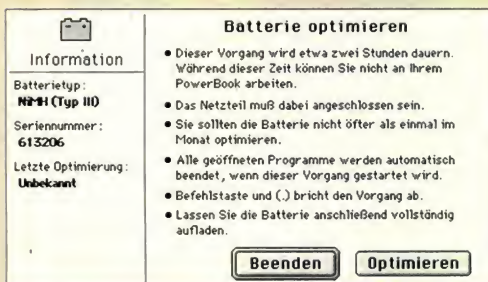 Information
Batterietyp:
NiMH (Typ III)
Seriennummer:
613206
Letzte Optimierung:
Unbekannt
Batterie optimieren
● Dieser Vorgang wird etwa zwei Stunden dauern.
Während dieser Zeit können Sie nicht an Ihrem
PowerBook arbeiten.
● Das Netzteil muß dabei angeschlossen sein.
● Sie sollten die Batterie nicht öfter als einmal im
Monat optimieren.
● Alle geöffneten Programme werden automatisch
beendet, wenn dieser Vorgang gestartet wird.
● Befehlstaste und (.) bricht den Vorgang ab.
● Lassen Sie die Batterie anschließend vollständig
aufladen.
Beenden
Optimieren